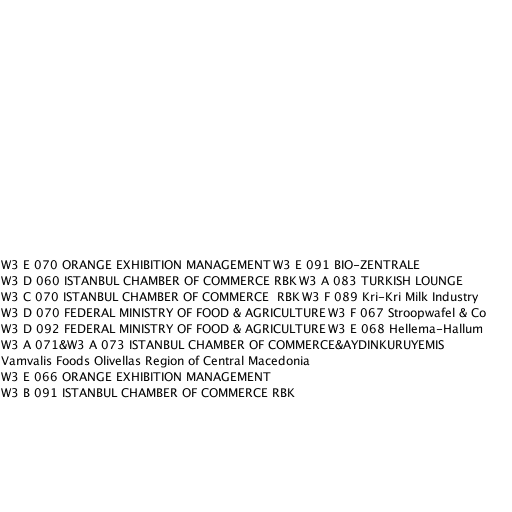 W3 E 070 ORANGE EXHIBITION MANAGEMENT W3 E 091 BIO-ZENTRALE
W3 D 060 ISTANBUL CHAMBER OF COMMERCE RBK W3 A 083 TURKISH LOUNGE
W3 C 070 ISTANBUL CHAMBER OF COMMERCE  RBK W3 F 089 Kri-Kri Milk Industry
W3 D 070 FEDERAL MINISTRY OF FOOD & AGRICULTURE W3 F 067 Stroopwafel & Co
W3 D 092 FEDERAL MINISTRY OF FOOD & AGRICULTURE W3 E 068 Hellema-Hallum
W3 A 071&W3 A 073 ISTANBUL CHAMBER OF COMMERCE&AYDINKURUYEMIS
Vamvalis Foods Olivellas Region of Central Macedonia
W3 E 066 ORANGE EXHIBITION MANAGEMENT
W3 B 091 ISTANBUL CHAMBER OF COMMERCE RBK